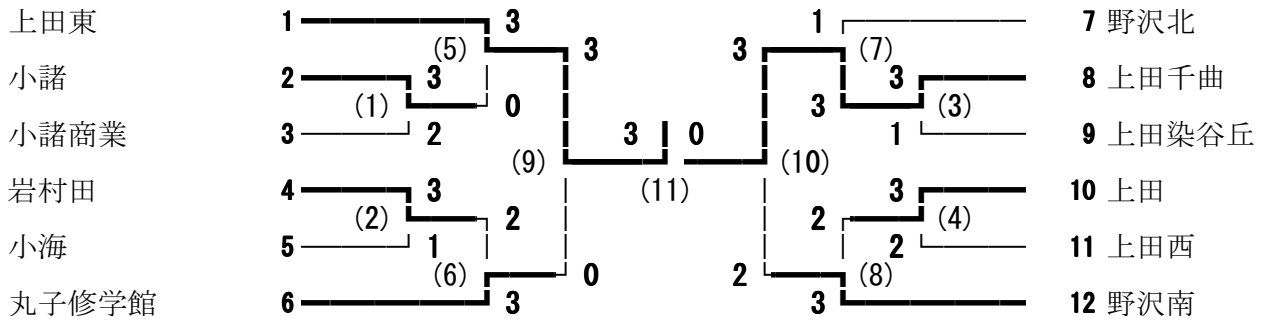 上田東 1 3 1 7 野沢北
(5) 3 3 (7)
小諸 2 3 3 8 上田千曲
(1) 0 3 (3)
小諸商業 3 2 3 0 1 9 上田染谷丘
(9) (10)
岩村田 4 3 (11) 3 10 上田
(2) 2 2 (4)
小海 5 1 2 11 上田西
(6) 0 2 (8)
丸子修学館 6 3 3 12 野沢南